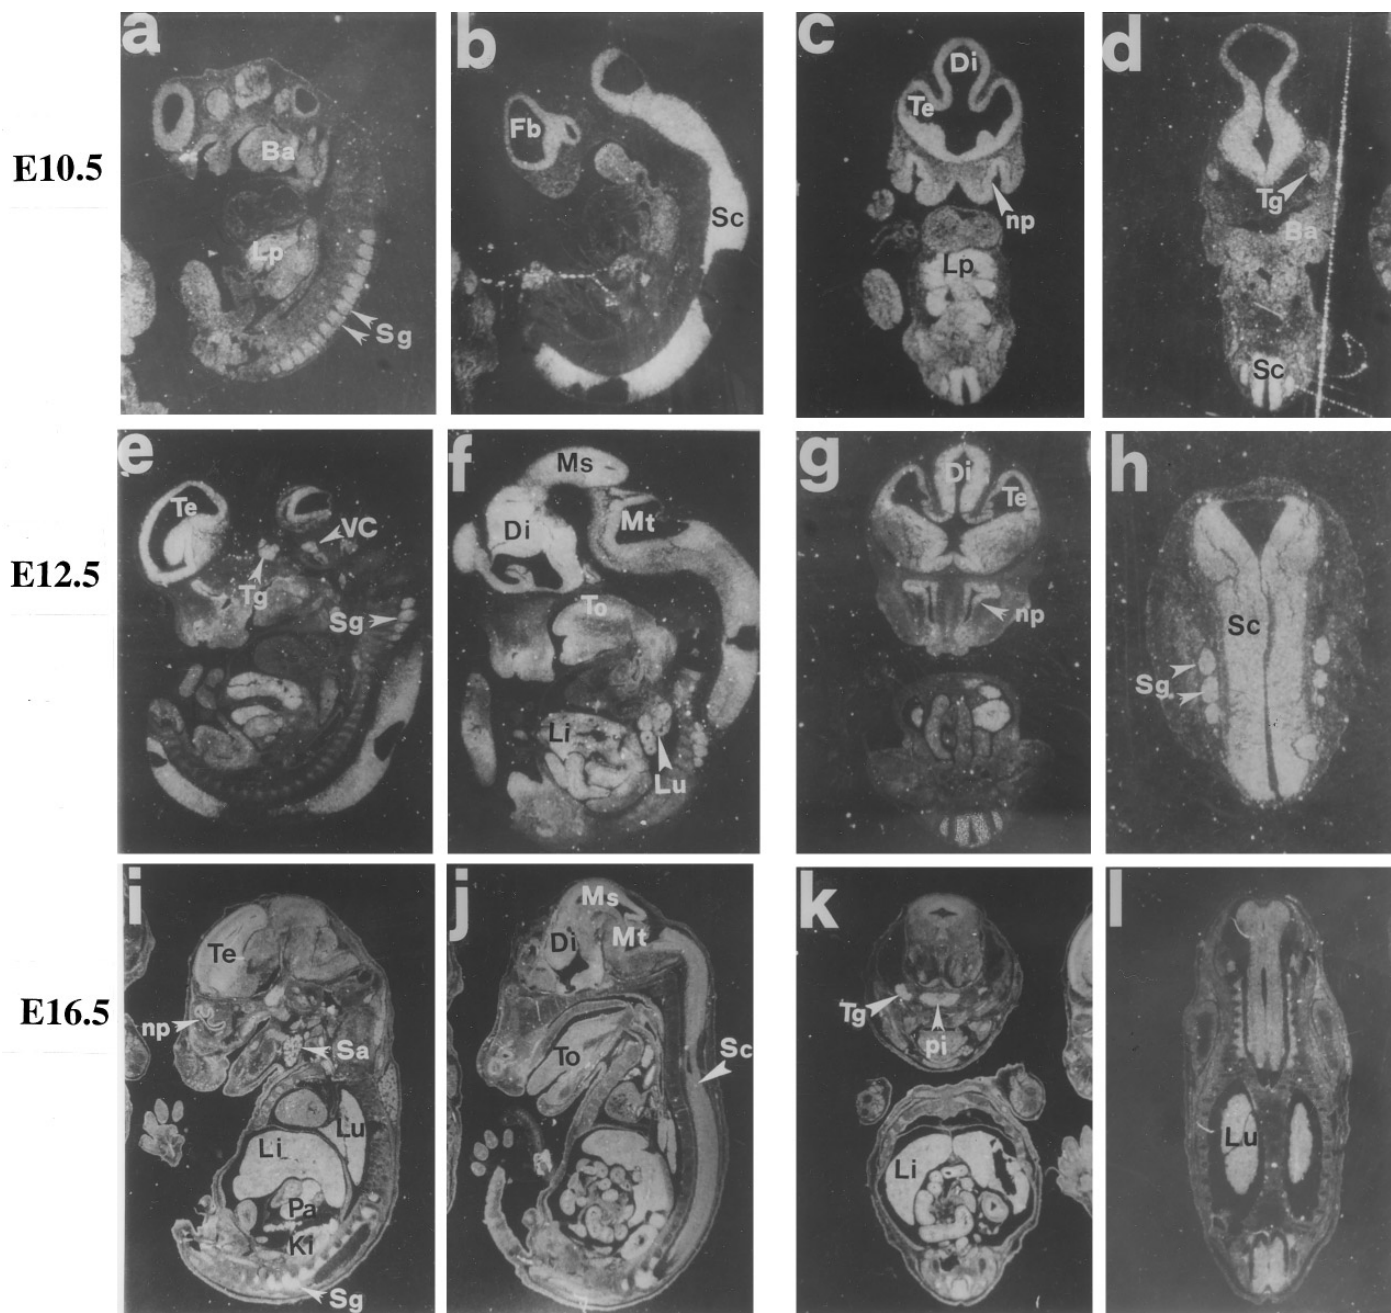 a
b
c
d
E10.5
Ba
Lp
Sg
Fb
Sc
Di
Te
np
Lp
Tg
Ba
Sc
e
f
g
h
E12.5
Te
VC
Tg
Sg
Ms
Di
Mt
To
Li
Lu
Di
Te
np
Sc
Sg
i
j
k
l
E16.5
Te
np
Sa
Lu
Li
Pa
Ki
Sg
Ms
Di
Mt
To
Sc
Tg
pi
Li
Lu